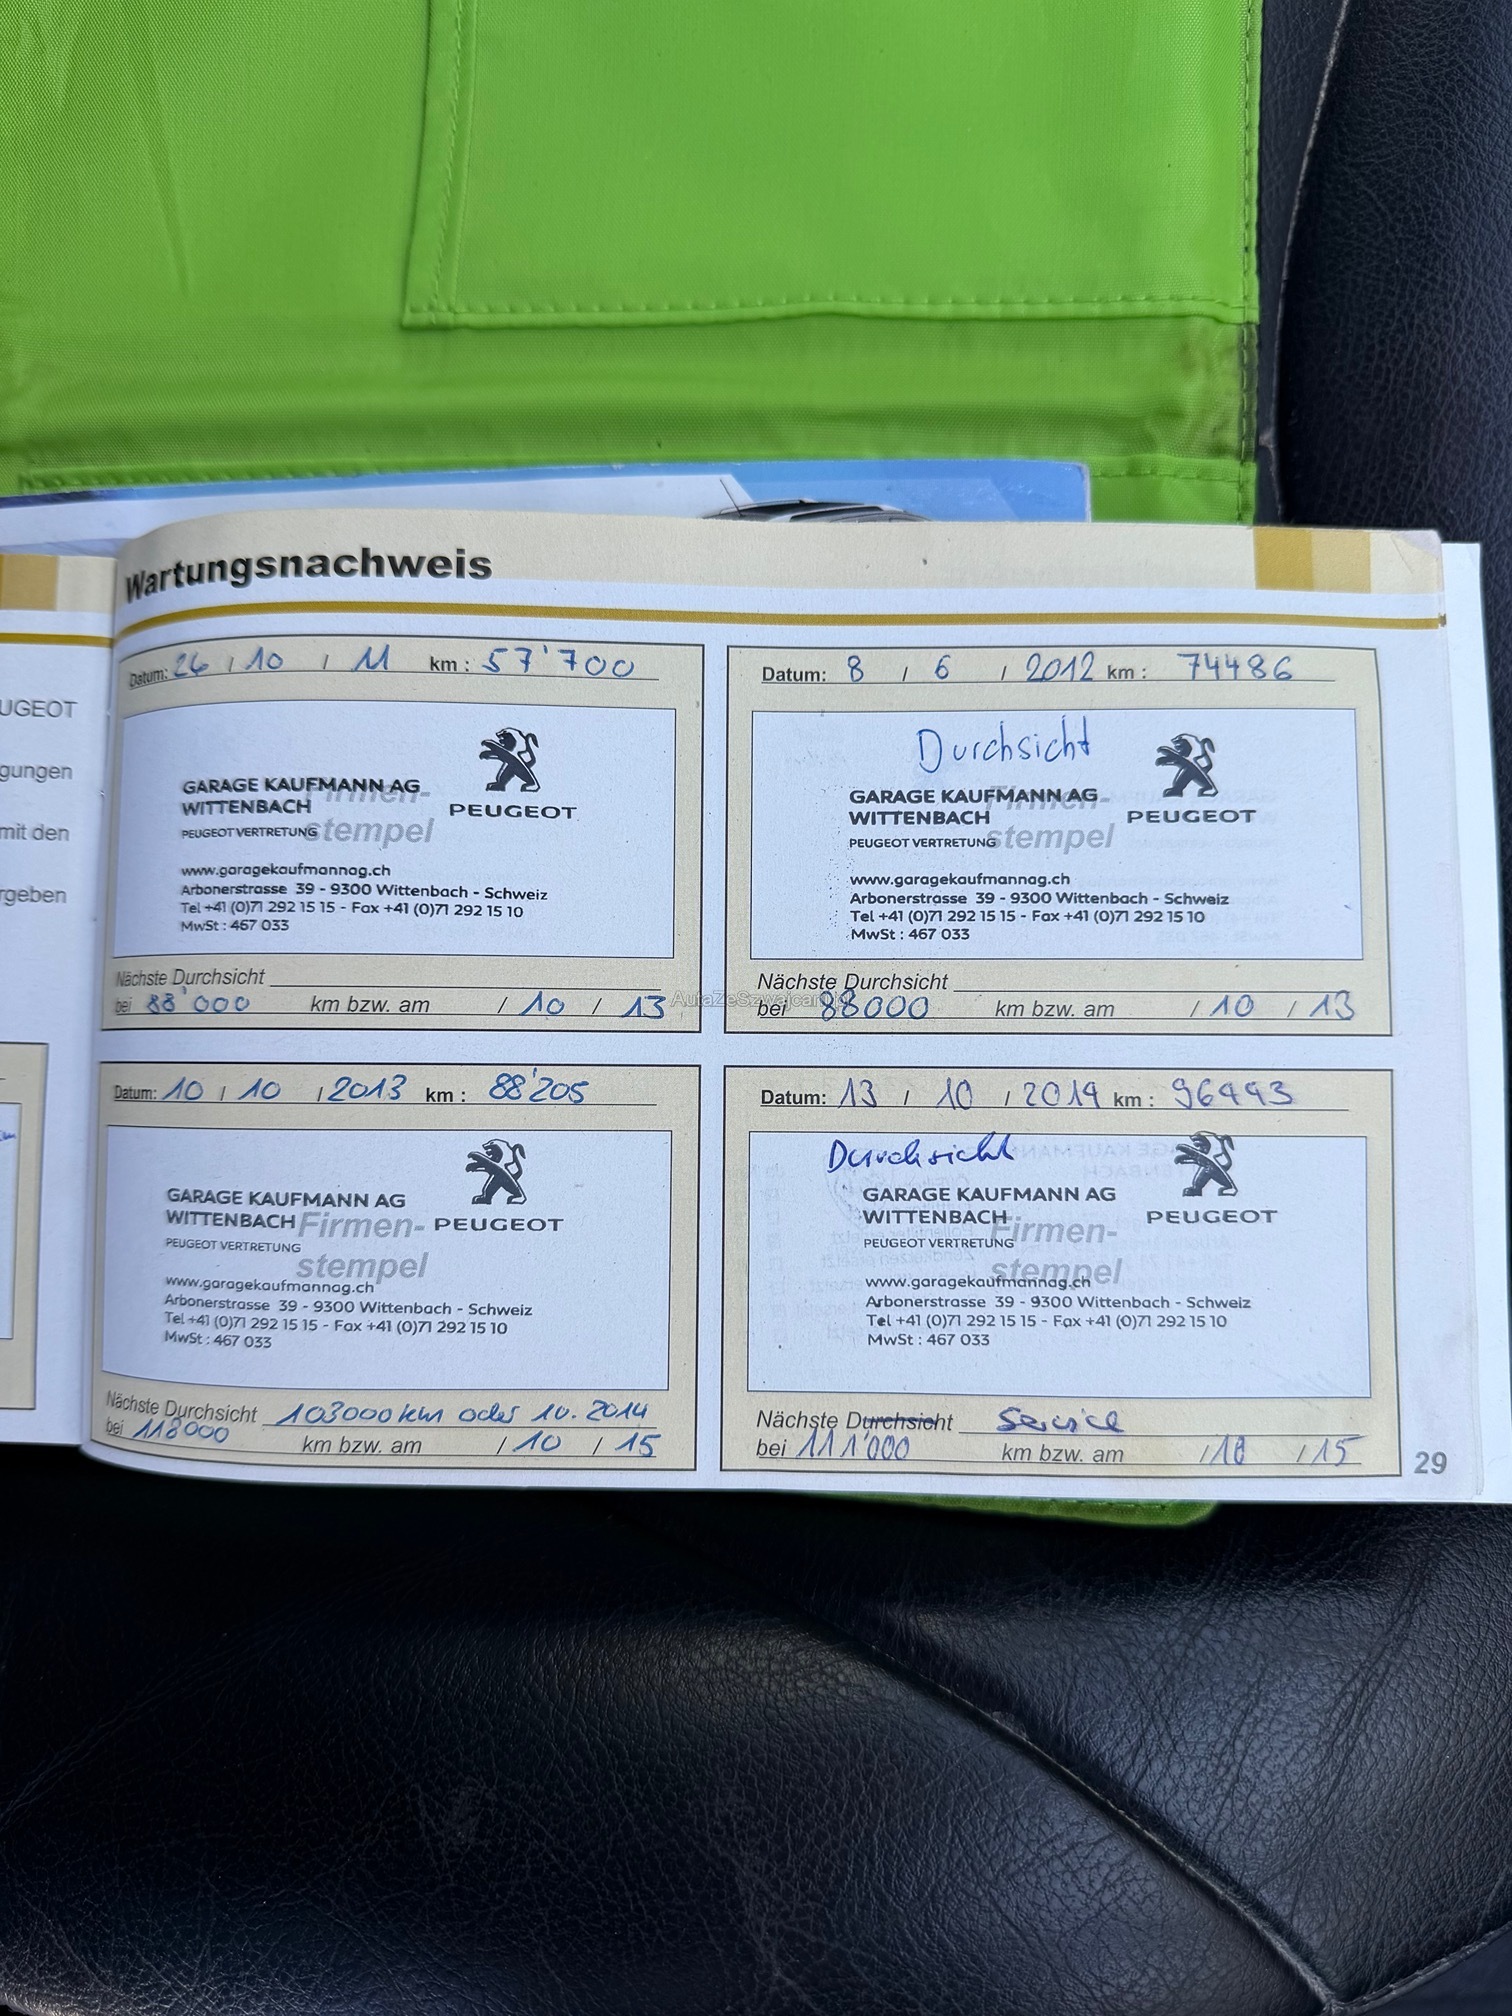 Wartungsnachweis
UGEOT
gungen
mit den
rgeben
Datum: 26 / 10 / 11 km : 57'700
PEUGEOT
GARAGE KAUFMANN AG
WITTENBACH
PEUGEOT VERTRETUNG
Firmen-
stempel
www.garagekaufmannag.ch
Arbonerstrasse 39 - 9300 Wittenbach - Schweiz
Tel +41 (0)71 292 15 15 - Fax +41 (0)71 292 15 10
MwSt : 467 033
Nächste Durchsicht
bei 88'000 km bzw. am / 10 / 13
Datum: 8 / 6 / 2012 km : 74486
Durchsicht
PEUGEOT
GARAGE KAUFMANN AG
WITTENBACH
PEUGEOT VERTRETUNG
Firmen-
stempel
www.garagekaufmannag.ch
Arbonerstrasse 39 - 9300 Wittenbach - Schweiz
Tel +41 (0)71 292 15 15 - Fax +41 (0)71 292 15 10
MwSt : 467 033
Nächste Durchsicht
bei 88000 km bzw. am / 10 / 13
Datum: 10 / 10 / 2013 km : 88'205
PEUGEOT
GARAGE KAUFMANN AG
WITTENBACH
PEUGEOT VERTRETUNG
Firmen-
stempel
www.garagekaufmannag.ch
Arbonerstrasse 39 - 9300 Wittenbach - Schweiz
Tel +41 (0)71 292 15 15 - Fax +41 (0)71 292 15 10
MwSt : 467 033
Nächste Durchsicht 103000 km oder 10. 2014
bei 118000 km bzw. am / 10 / 15
Datum: 13 / 10 / 2014 km : 96493
Durchsicht
PEUGEOT
GARAGE KAUFMANN AG
WITTENBACH
PEUGEOT VERTRETUNG
Firmen-
stempel
www.garagekaufmannag.ch
Arbonerstrasse 39 - 9300 Wittenbach - Schweiz
Tel +41 (0)71 292 15 15 - Fax +41 (0)71 292 15 10
MwSt : 467 033
Nächste Durchsicht Service
bei 111'000 km bzw. am / 10 / 15
29